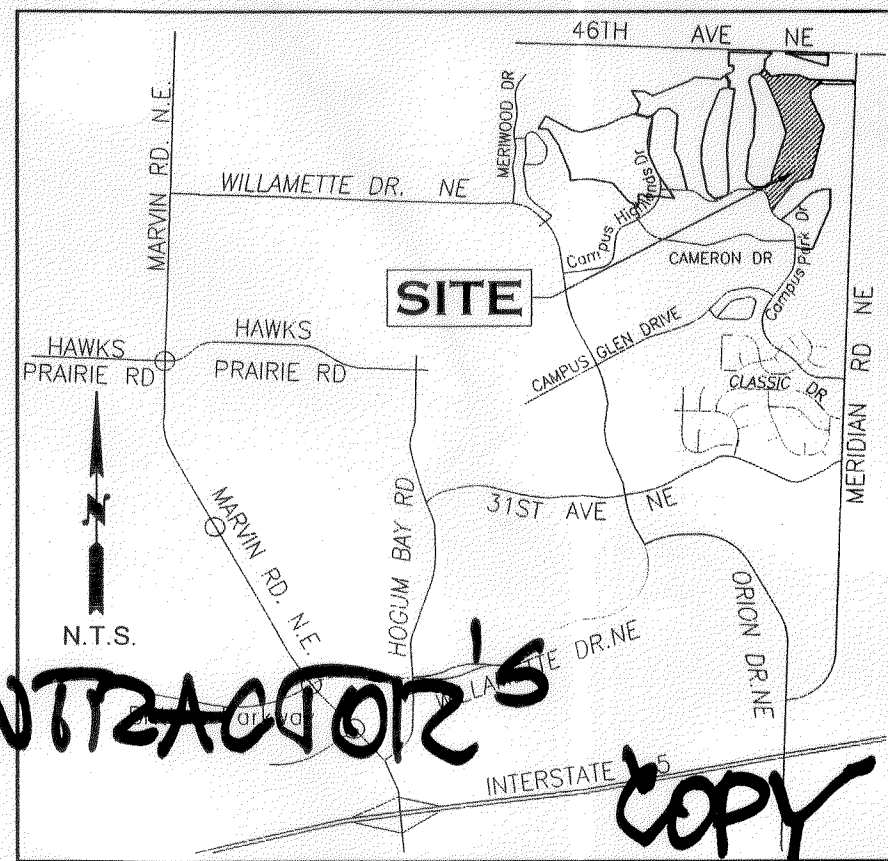 46TH AVE NE
MARVIN RD. N.E.
MERIWOOD DR
WILLAMETTE DR. NE
Campus Highlands Dr
CAMERON DR
Campus Park Dr
SITE
HAWKS
PRAIRIE RD
HAWKS
PRAIRIE RD
CAMPUS GLEN DRIVE
CLASSIC DR
MERIDIAN RD NE
N.T.S.
MARVIN RD. N.E.
HOGUM BAY RD
31ST AVE NE
ORION DR.NE
WILLAMETTE DR.NE
NTRACTOR'S
INTERSTATE 5
COPY